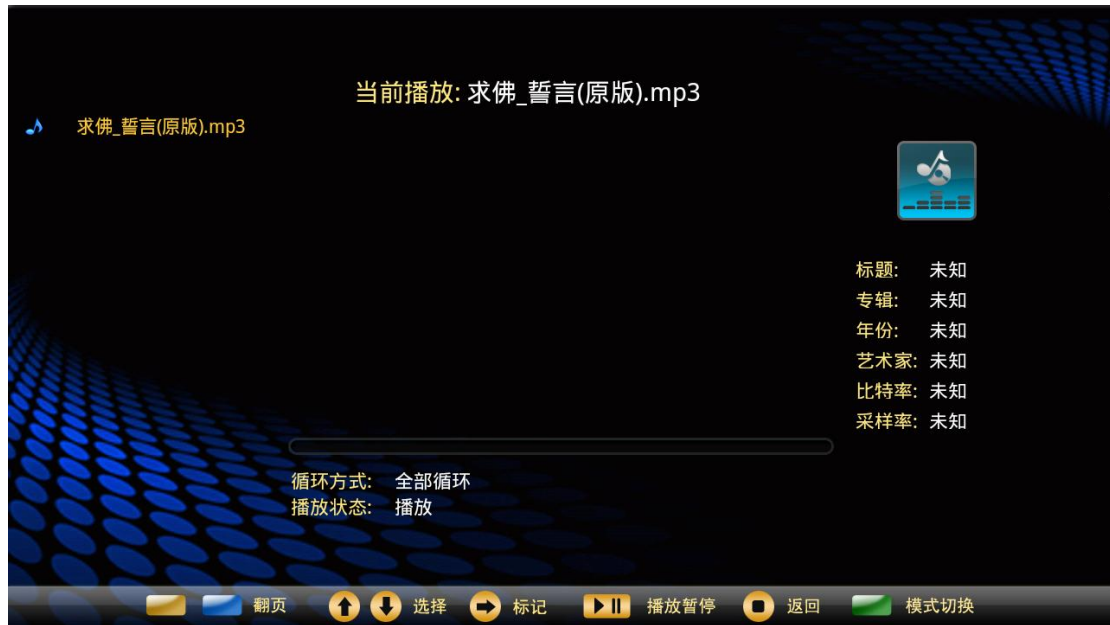 当前播放: 求佛_誓言(原版).mp3
求佛_誓言(原版).mp3
标题: 未知
专辑: 未知
年份: 未知
艺术家: 未知
比特率: 未知
采样率: 未知
循环方式: 全部循环
播放状态: 播放
翻页 选择 标记 播放暂停 返回 模式切换